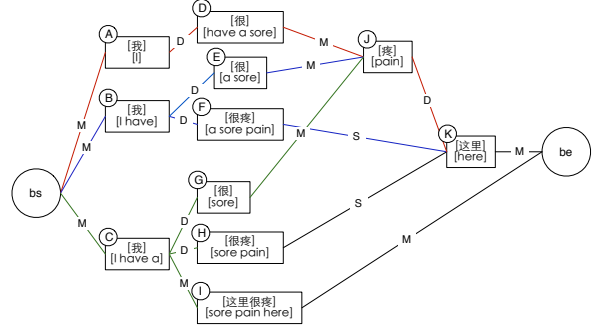 bs
A
[我]
[I]
B
[我]
[I have]
C
[我]
[I have a]
D
[很]
[have a sore]
E
[很]
[a sore]
F
[很疼]
[a sore pain]
G
[很]
[sore]
H
[很疼]
[sore pain]
I
[这里很疼]
[sore pain here]
J
[疼]
[pain]
K
[这里]
[here]
be
M
M
M
D
D
D
D
D
M
M
M
M
S
S
M
D
M